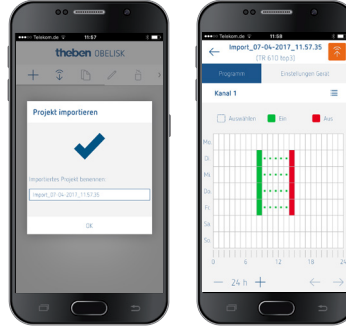 Telekom.de
11:57
theben OBELISK
Projekt importieren
Importiertes Projekt benennen:
Import_07-04-2017_11.57.35
OK
Telekom.de
11:58
Import_07-04-2017_11.57.35
(TR 610 top3)
Programm
Einstellungen Gerät
Kanal 1
Auswählen
Ein
Aus
Mo
Di
Mi
Do
Fr
Sa
So
0 6 12 18 24
24 h